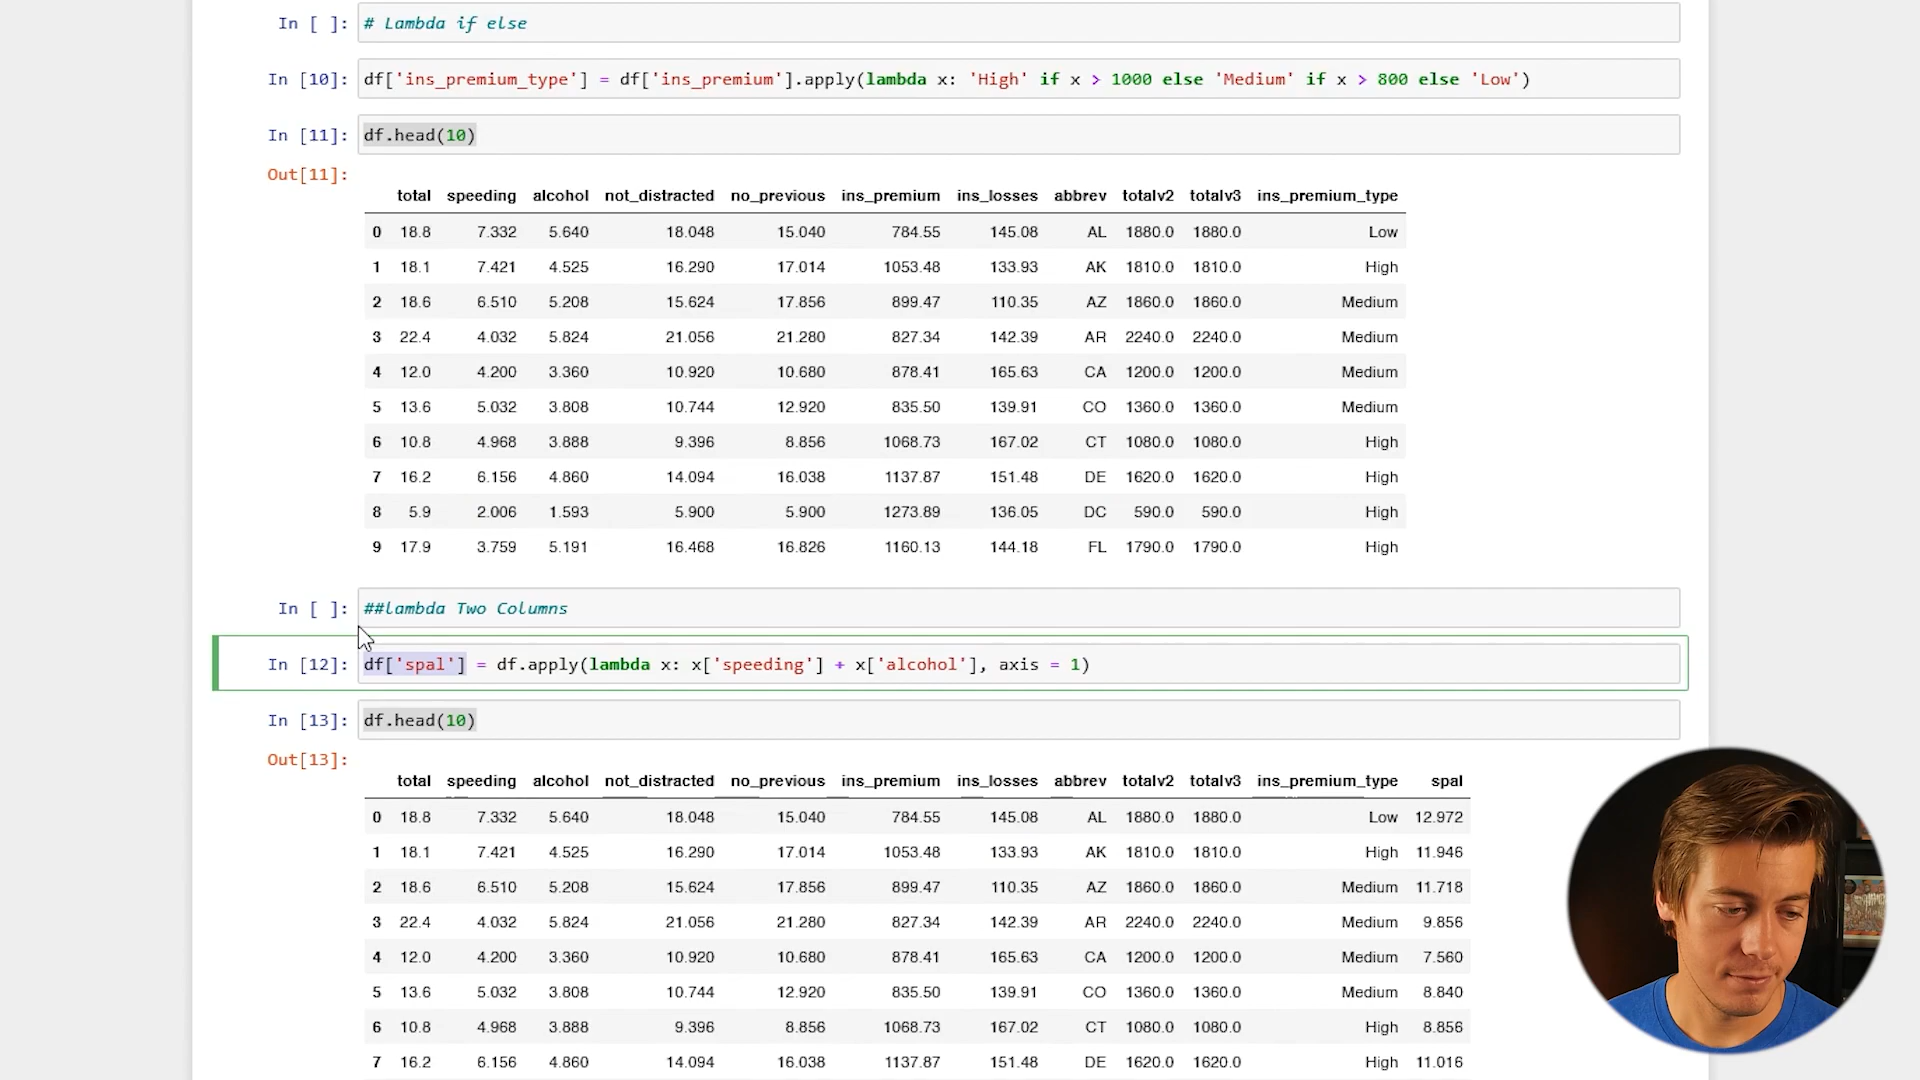 In [ ]: # Lambda if else
In [10]: df['ins_premium_type'] = df['ins_premium'].apply(lambda x: 'High' if x > 1000 else 'Medium' if x > 800 else 'Low')
In [11]: df.head(10)
Out[11]:
total speeding alcohol not_distracted no_previous ins_premium ins_losses abbrev totalv2 totalv3 ins_premium_type
0 18.8 7.332 5.640 18.048 15.040 784.55 145.08 AL 1880.0 1880.0 Low
1 18.1 7.421 4.525 16.290 17.014 1053.48 133.93 AK 1810.0 1810.0 High
2 18.6 6.510 5.208 15.624 17.856 899.47 110.35 AZ 1860.0 1860.0 Medium
3 22.4 4.032 5.824 21.056 21.280 827.34 142.39 AR 2240.0 2240.0 Medium
4 12.0 4.200 3.360 10.920 10.680 878.41 165.63 CA 1200.0 1200.0 Medium
5 13.6 5.032 3.808 10.744 12.920 835.50 139.91 CO 1360.0 1360.0 Medium
6 10.8 4.968 3.888 9.396 8.856 1068.73 167.02 CT 1080.0 1080.0 High
7 16.2 6.156 4.860 14.094 16.038 1137.87 151.48 DE 1620.0 1620.0 High
8 5.9 2.006 1.593 5.900 5.900 1273.89 136.05 DC 590.0 590.0 High
9 17.9 3.759 5.191 16.468 16.826 1160.13 144.18 FL 1790.0 1790.0 High
In [ ]: ##lambda Two Columns
In [12]: df['spal'] = df.apply(lambda x: x['speeding'] + x['alcohol'], axis = 1)
In [13]: df.head(10)
Out[13]:
total speeding alcohol not_distracted no_previous ins_premium ins_losses abbrev totalv2 totalv3 ins_premium_type spal
0 18.8 7.332 5.640 18.048 15.040 784.55 145.08 AL 1880.0 1880.0 Low 12.972
1 18.1 7.421 4.525 16.290 17.014 1053.48 133.93 AK 1810.0 1810.0 High 11.946
2 18.6 6.510 5.208 15.624 17.856 899.47 110.35 AZ 1860.0 1860.0 Medium 11.718
3 22.4 4.032 5.824 21.056 21.280 827.34 142.39 AR 2240.0 2240.0 Medium 9.856
4 12.0 4.200 3.360 10.920 10.680 878.41 165.63 CA 1200.0 1200.0 Medium 7.560
5 13.6 5.032 3.808 10.744 12.920 835.50 139.91 CO 1360.0 1360.0 Medium 8.840
6 10.8 4.968 3.888 9.396 8.856 1068.73 167.02 CT 1080.0 1080.0 High 8.856
7 16.2 6.156 4.860 14.094 16.038 1137.87 151.48 DE 1620.0 1620.0 High 11.016